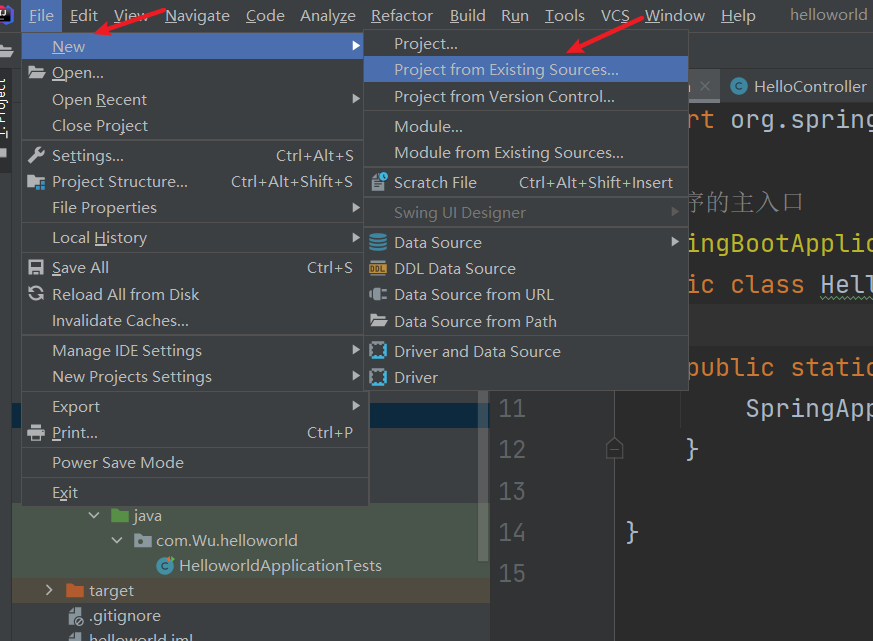 File Edit View Navigate Code Analyze Refactor Build Run Tools VCS Window Help helloworld
New
Open...
Open Recent
Close Project
Settings... Ctrl+Alt+S
Project Structure... Ctrl+Alt+Shift+S
File Properties
Local History
Save All Ctrl+S
Reload All from Disk
Invalidate Caches...
Manage IDE Settings
New Projects Settings
Export
Print... Ctrl+P
Power Save Mode
Exit
Project...
Project from Existing Sources...
Project from Version Control...
Module...
Module from Existing Sources...
Scratch File Ctrl+Alt+Shift+Insert
Swing UI Designer
Data Source
DDL Data Source
Data Source from URL
Data Source from Path
Driver and Data Source
Driver
1: Project
HelloController
rt org.spring
序的主入口
ingBootApplic
ic class Hell
public static
11 SpringApp
12 }
13
14 }
15
java
com.Wu.helloworld
HelloworldApplicationTests
target
.gitignore
helloworld.iml